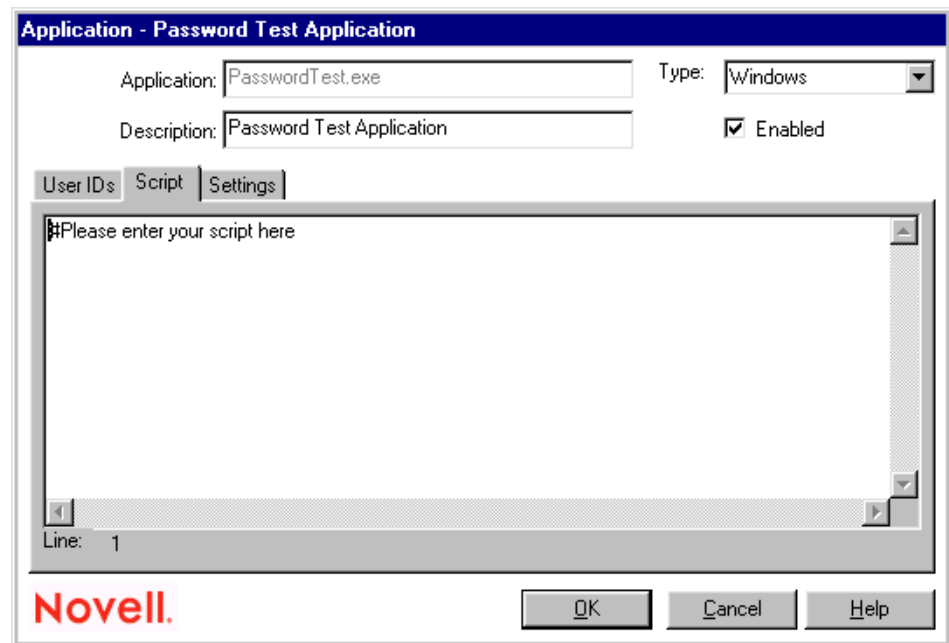 Application - Password Test Application
Application: PasswordTest.exe
Type: Windows
Description: Password Test Application
Enabled
User IDs Script Settings
#Please enter your script here
Line: 1
Novell.
OK Cancel Help